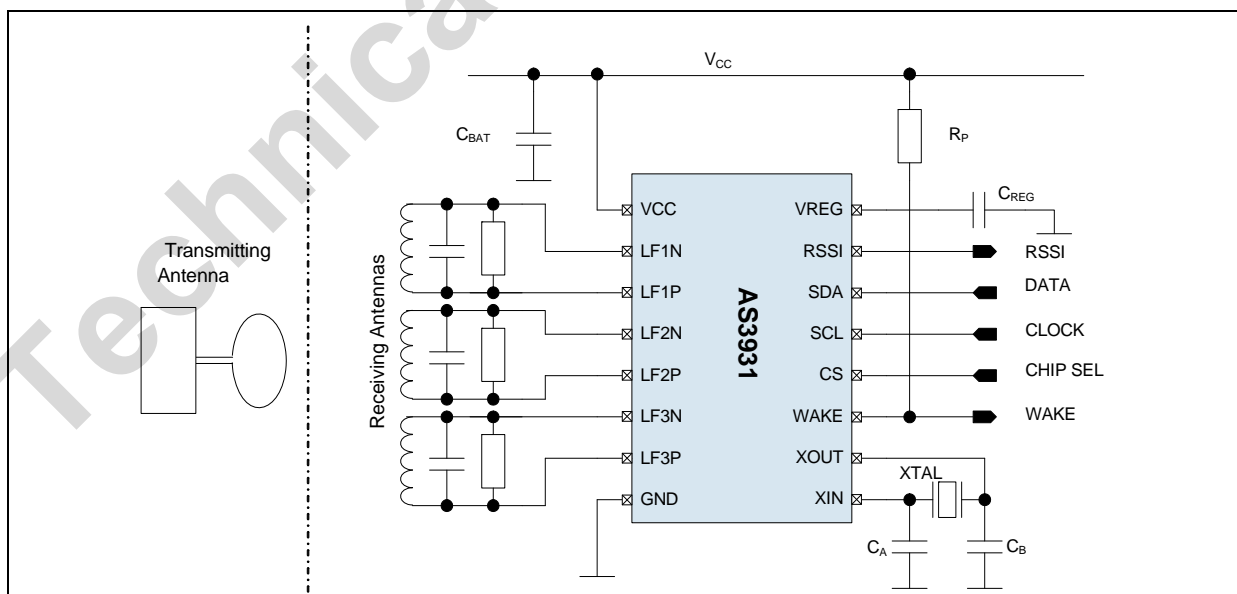 Technica
V_CC
C_BAT
R_P
C_REG
Transmitting
Antenna
Receiving Antennas
VCC
LF1N
LF1P
LF2N
LF2P
LF3N
LF3P
GND
AS3931
VREG
RSSI
SDA
SCL
CS
WAKE
XOUT
XIN
RSSI
DATA
CLOCK
CHIP SEL
WAKE
XTAL
C_A
C_B